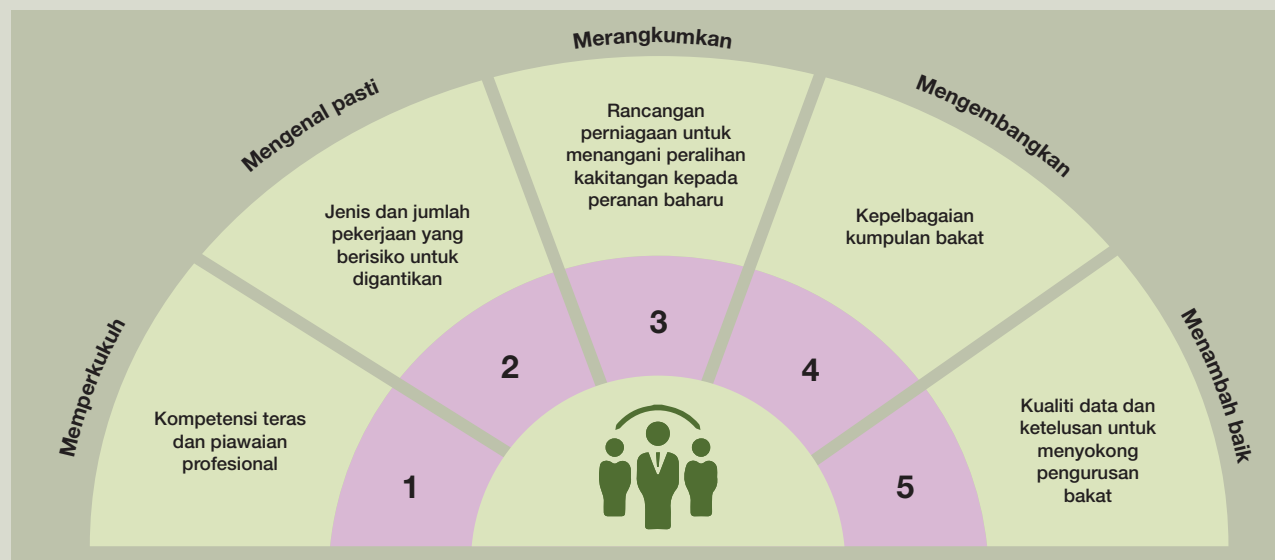 Memperkukuh
Kompetensi teras
dan piawaian
profesional
1
Mengenal pasti
Jenis dan jumlah
pekerjaan yang
berisiko untuk
digantikan
2
Merangkumkan
Rancangan
perniagaan untuk
menangani peralihan
kakitangan kepada
peranan baharu
3
Mengembangkan
Kepelbagaian
kumpulan bakat
4
Menambah baik
Kualiti data dan
ketelusan untuk
menyokong
pengurusan
bakat
5